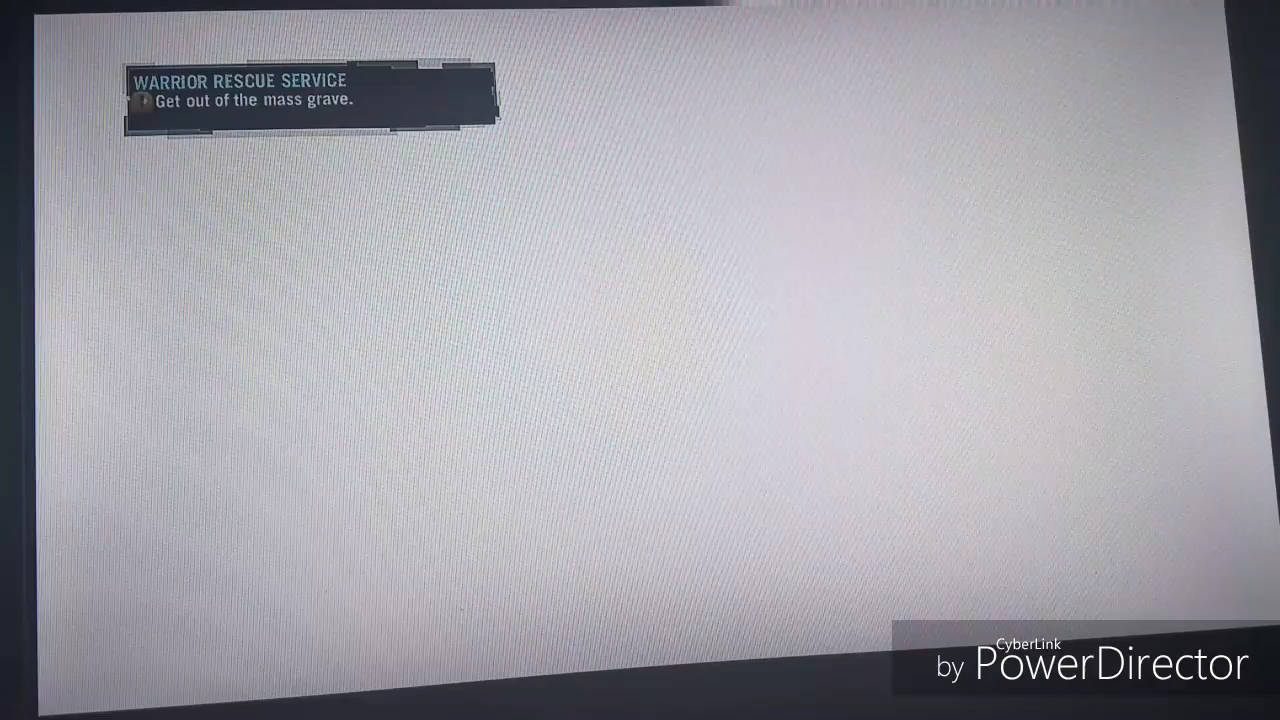 WARRIOR RESCUE SERVICE
Get out of the mass grave.
CyberLink
by PowerDirector